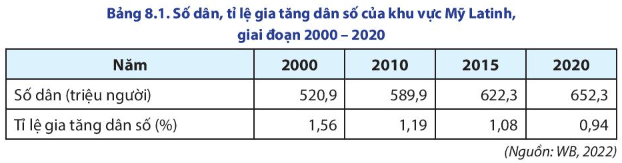 Bảng 8.1. Số dân, tỉ lệ gia tăng dân số của khu vực Mỹ Latinh,
giai đoạn 2000 – 2020
Năm 2000 2010 2015 2020
Số dân (triệu người) 520,9 589,9 622,3 652,3
Tỉ lệ gia tăng dân số (%) 1,56 1,19 1,08 0,94
(Nguồn: WB, 2022)